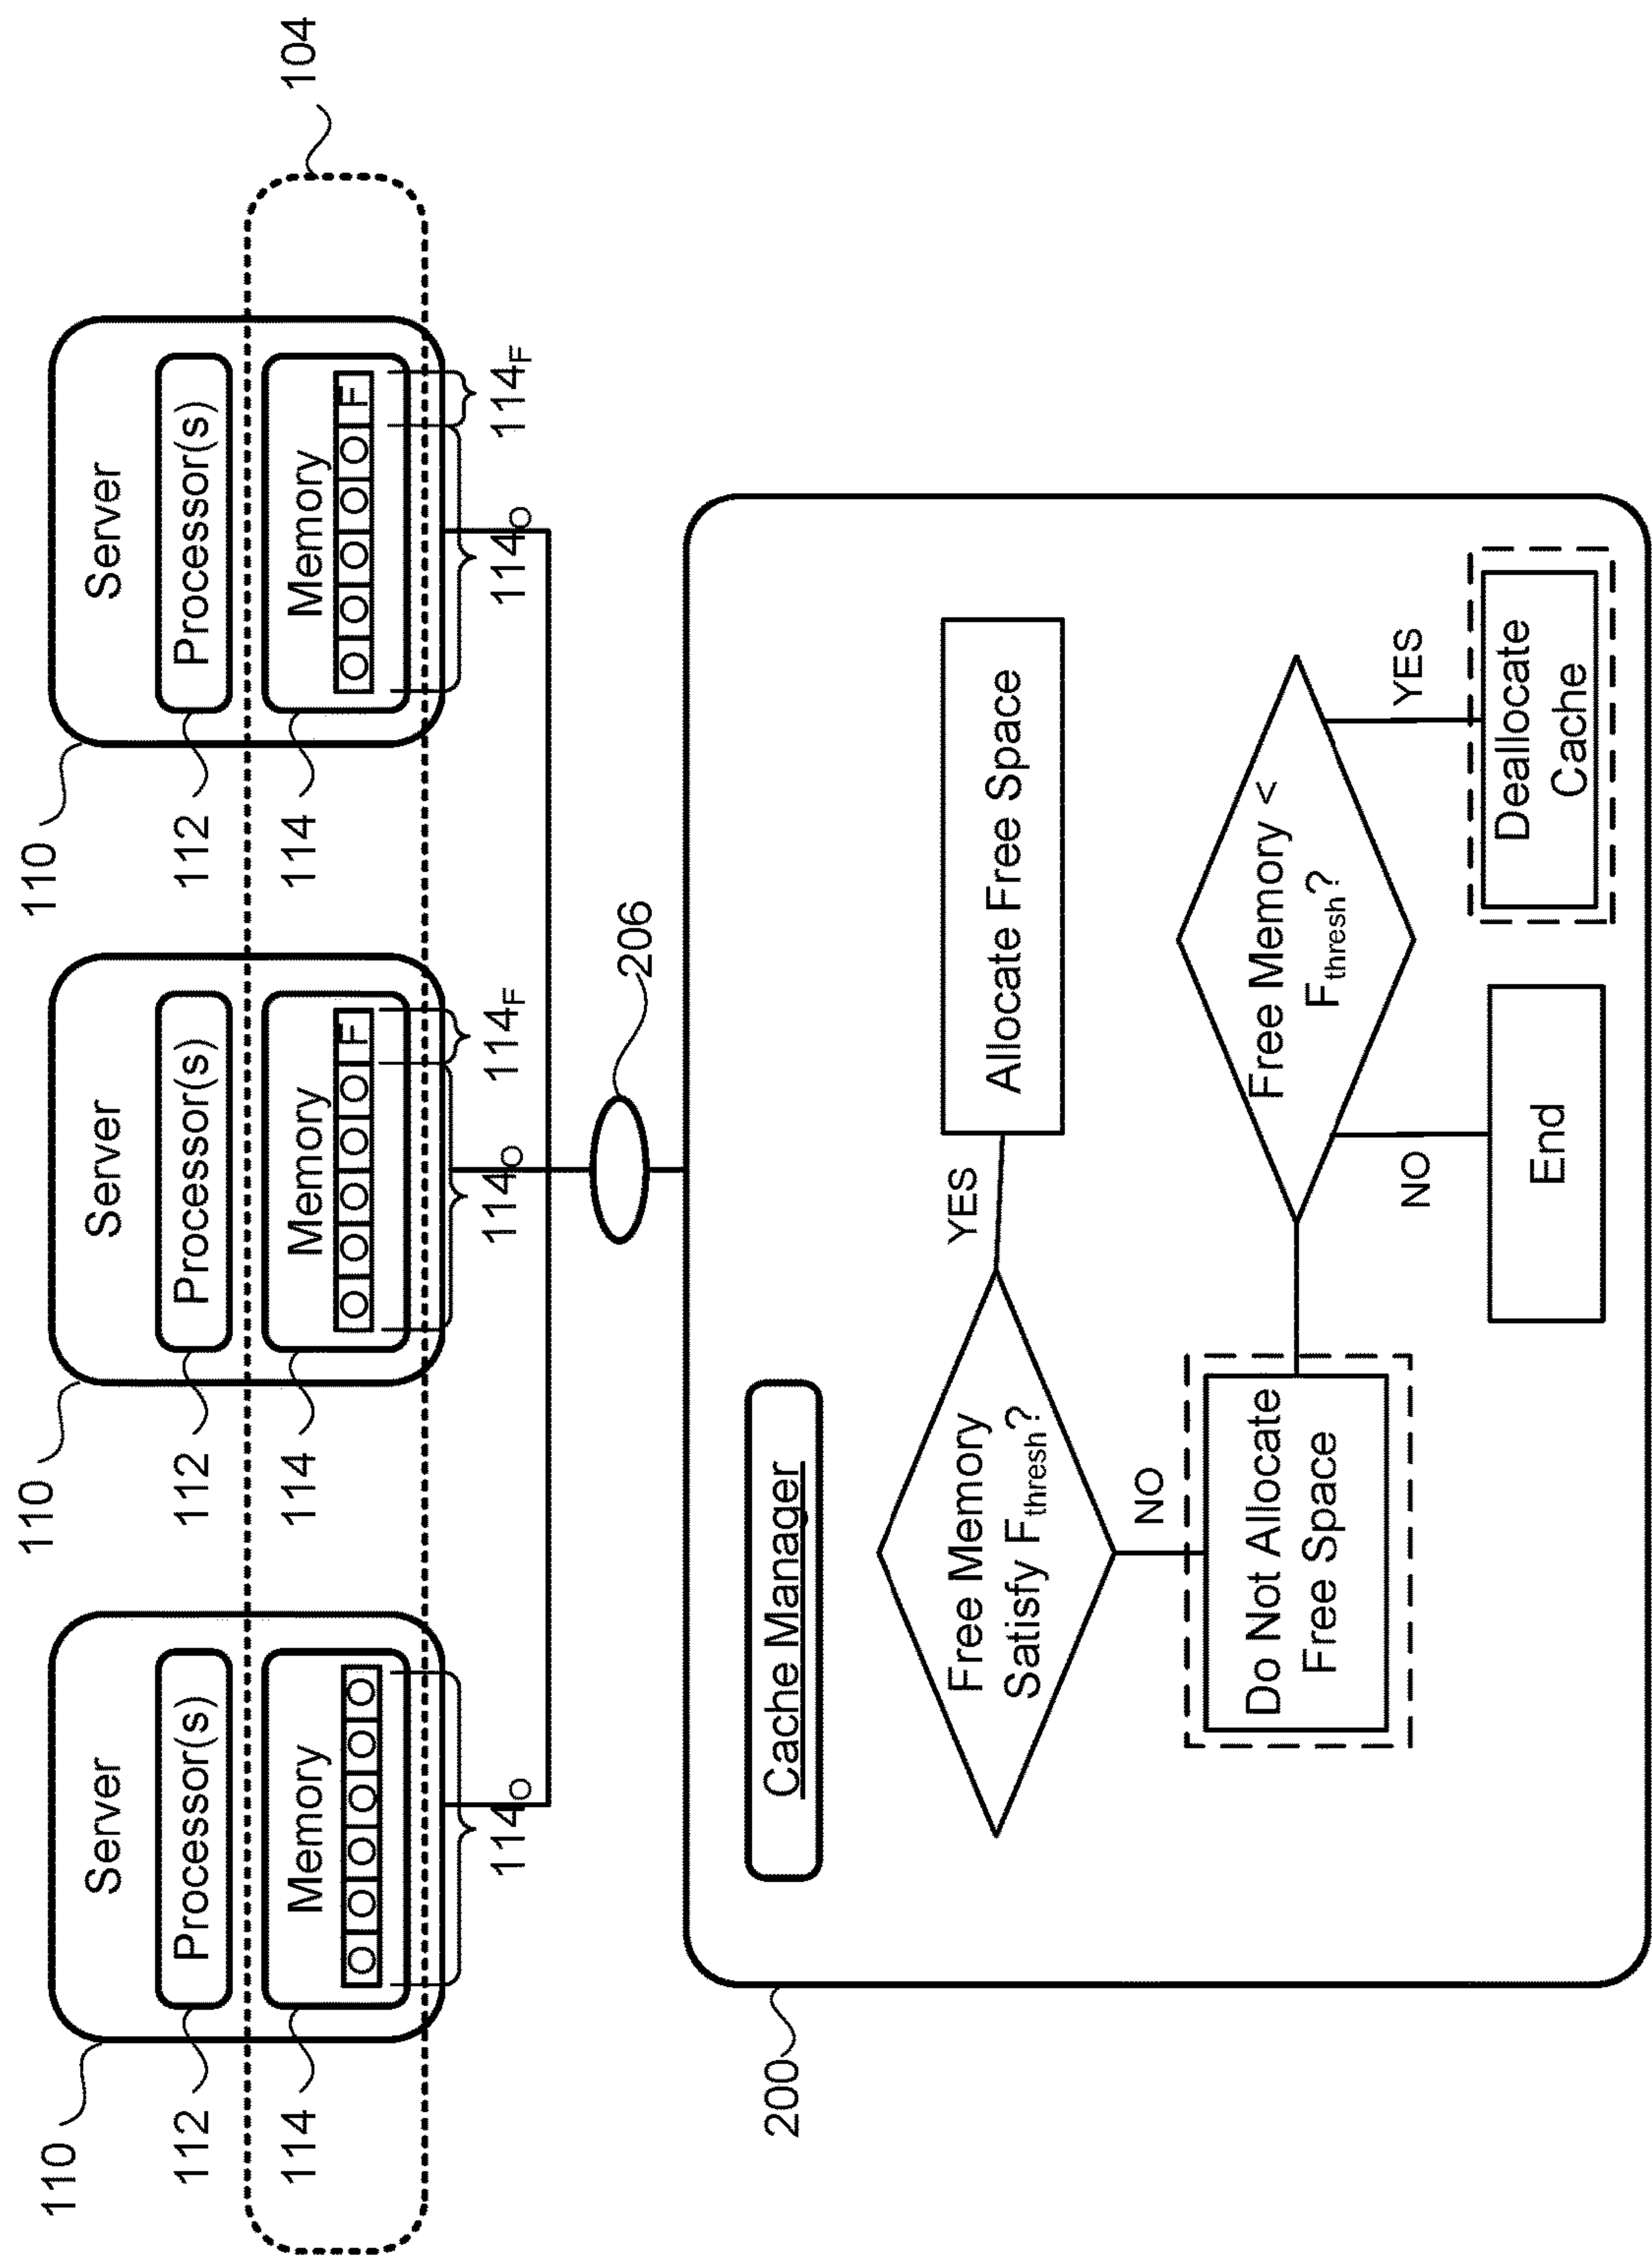 110
Server
Processor(s)
112
Memory
114
O O O O O O
114O
110
Server
Processor(s)
112
Memory
114
O O O O O F
114O
114F
110
Server
Processor(s)
112
Memory
114
O O O O O F
114O
114F
104
206
200
Cache Manager
Free Memory
Satisfy Fthresh?
YES
Allocate Free Space
NO
Do Not Allocate
Free Space
Free Memory <
Fthresh?
NO
End
YES
Deallocate
Cache